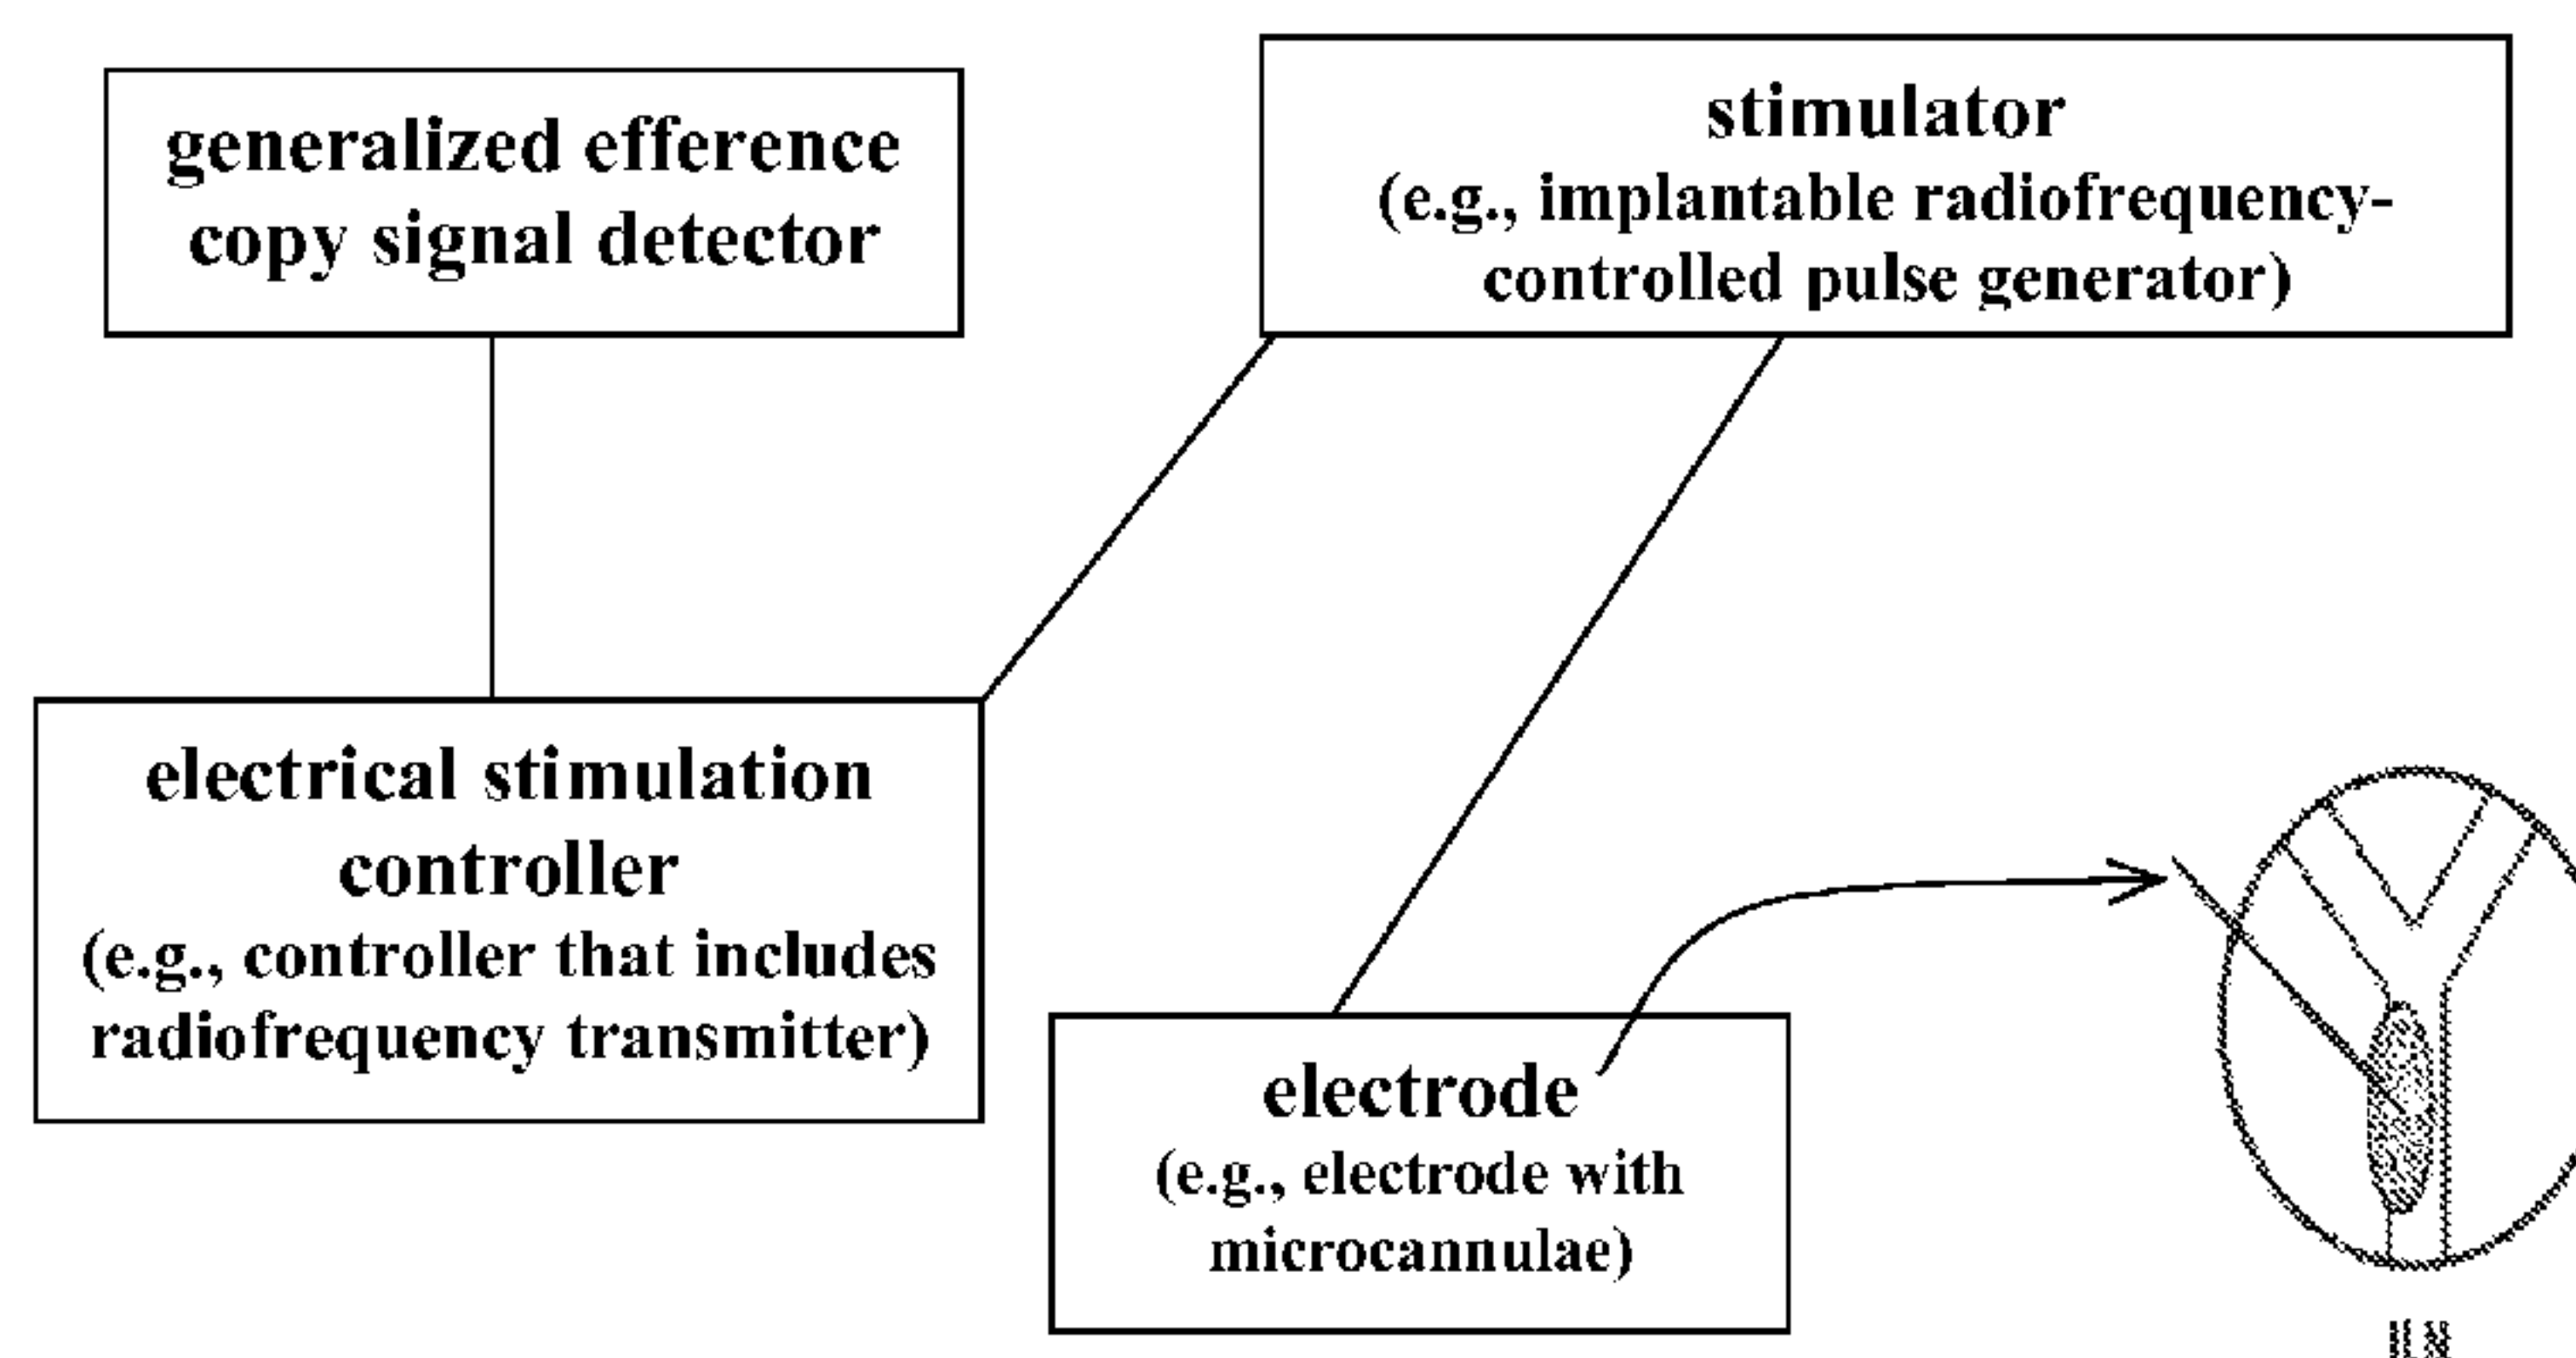 generalized efference
copy signal detector
stimulator
(e.g., implantable radiofrequency-
controlled pulse generator)
electrical stimulation
controller
(e.g., controller that includes
radiofrequency transmitter)
electrode
(e.g., electrode with
microcannulae)